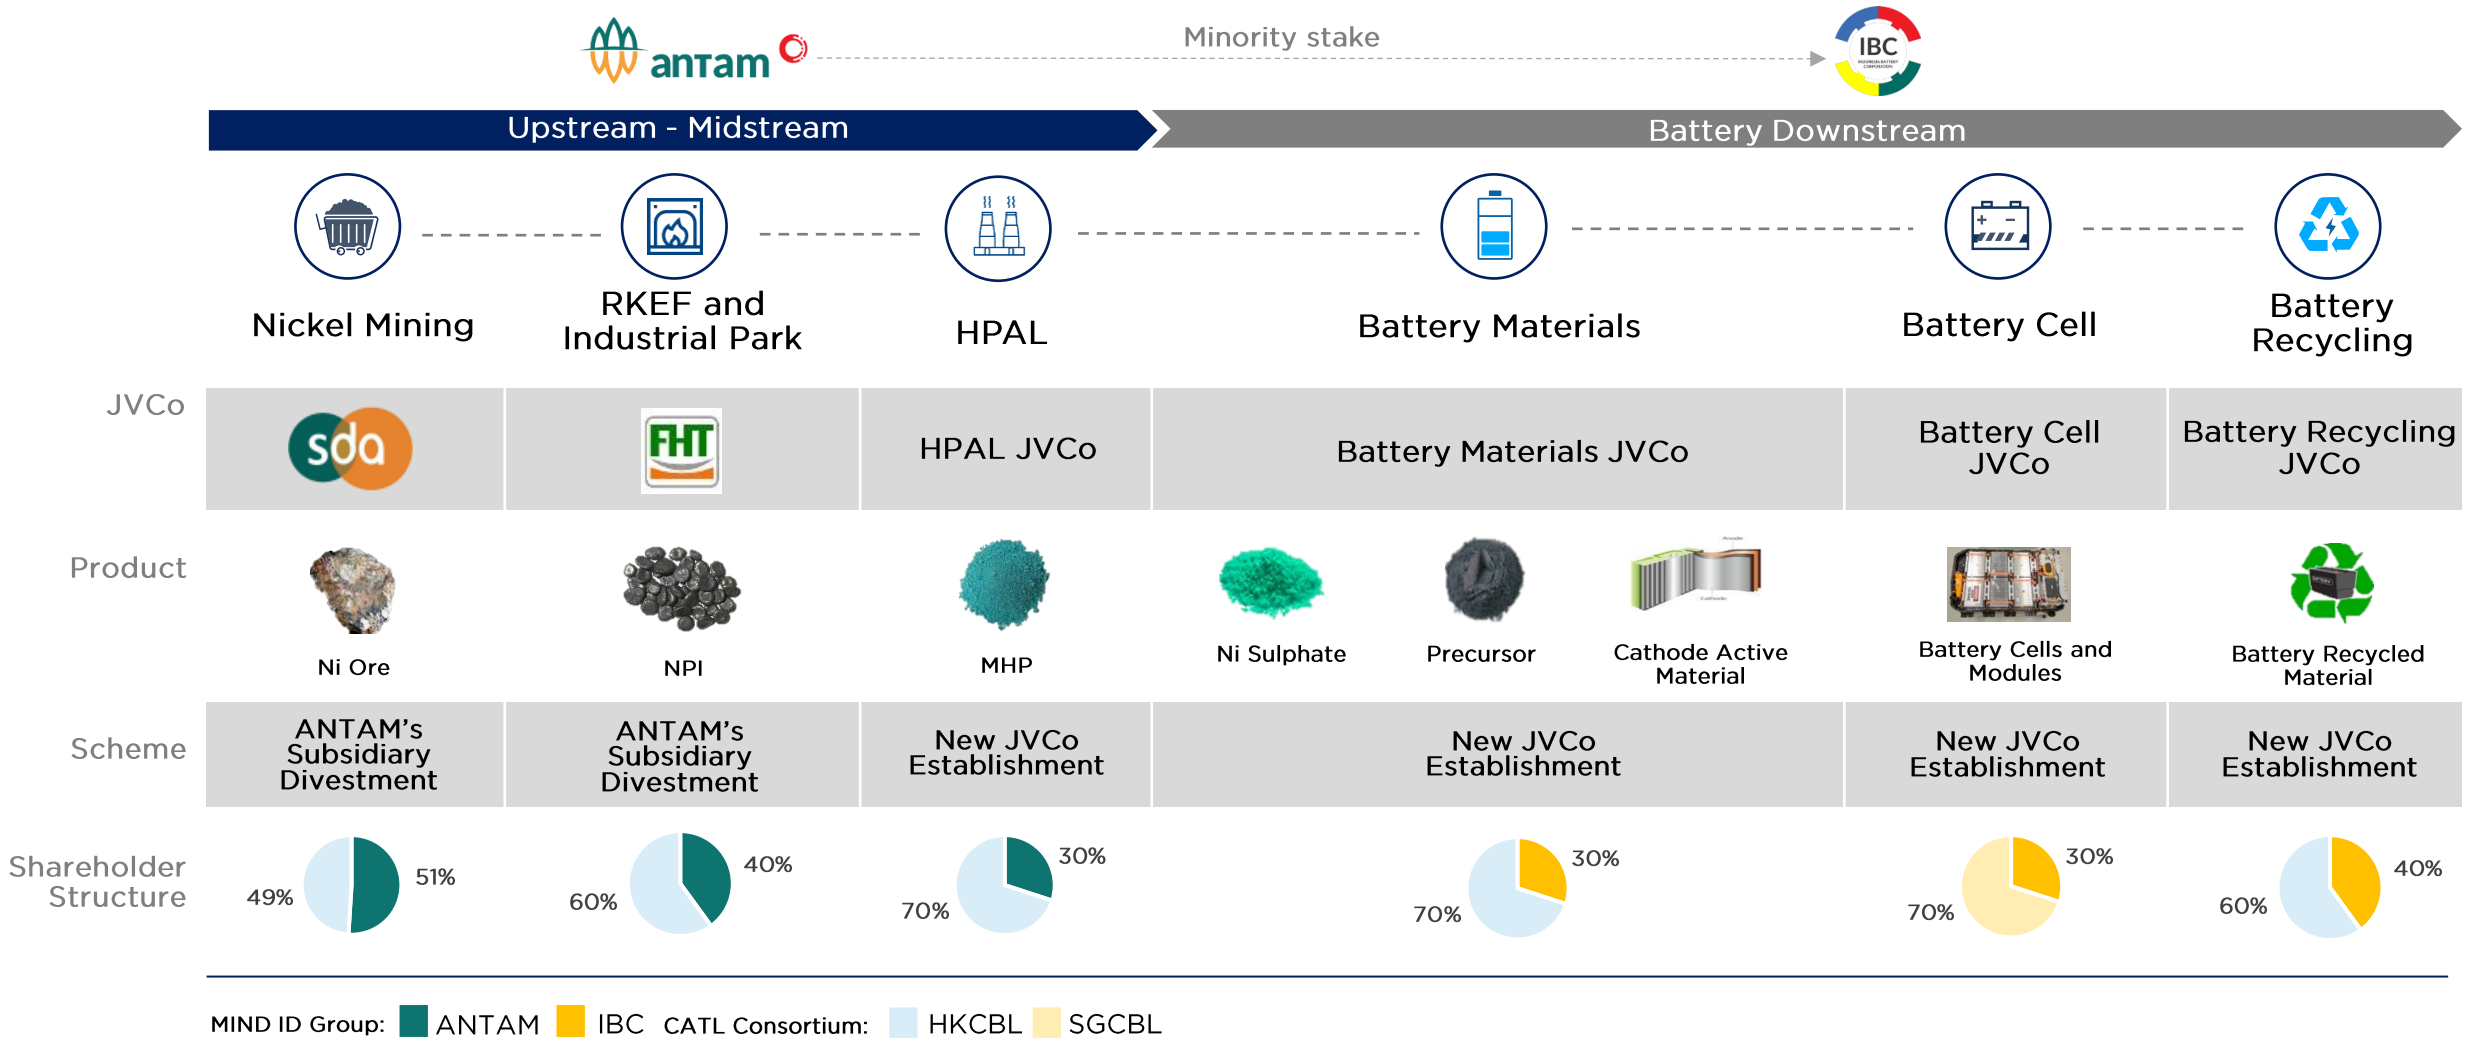 antam
Minority stake
IBC
INDONESIA BATTERY
CORPORATION
Upstream - Midstream
Battery Downstream
Nickel Mining
RKEF and
Industrial Park
HPAL
Battery Materials
Battery Cell
Battery
Recycling
JVCo
sda
FHT
HPAL JVCo
Battery Materials JVCo
Battery Cell
JVCo
Battery Recycling
JVCo
Product
Anode
Cathode
Ni Ore
NPI
MHP
Ni Sulphate
Precursor
Cathode Active
Material
Battery Cells and
Modules
Battery Recycled
Material
Scheme
ANTAM’s
Subsidiary
Divestment
ANTAM’s
Subsidiary
Divestment
New JVCo
Establishment
New JVCo
Establishment
New JVCo
Establishment
New JVCo
Establishment
Shareholder
Structure
49%
51%
60%
40%
70%
30%
70%
30%
70%
30%
60%
40%
MIND ID Group: ANTAM IBC CATL Consortium: HKCBL SGCBL